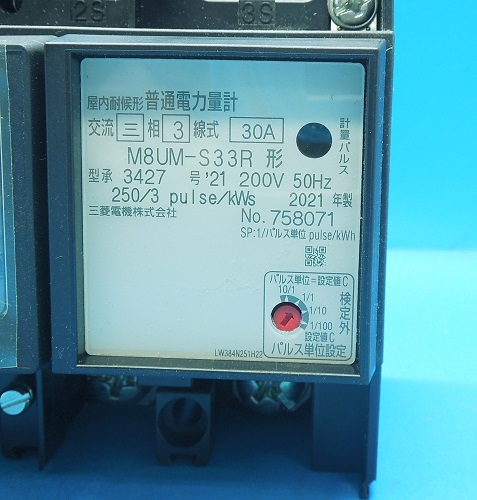 2S 3S
屋内耐候形 普通電力量計
交流 三 相 3 線式 30A
計量パルス
M8UM-S33R 形
型承 3427 号 '21 200V 50Hz
250/3 pulse/kWs 2021 年製
三菱電機株式会社 No. 758071
SP:1/パルス単位 pulse/kWh
パルス単位=設定値C
10/1
1/1
1/10
1/100
設定値C
検定外
パルス単位設定
LW384N251H22